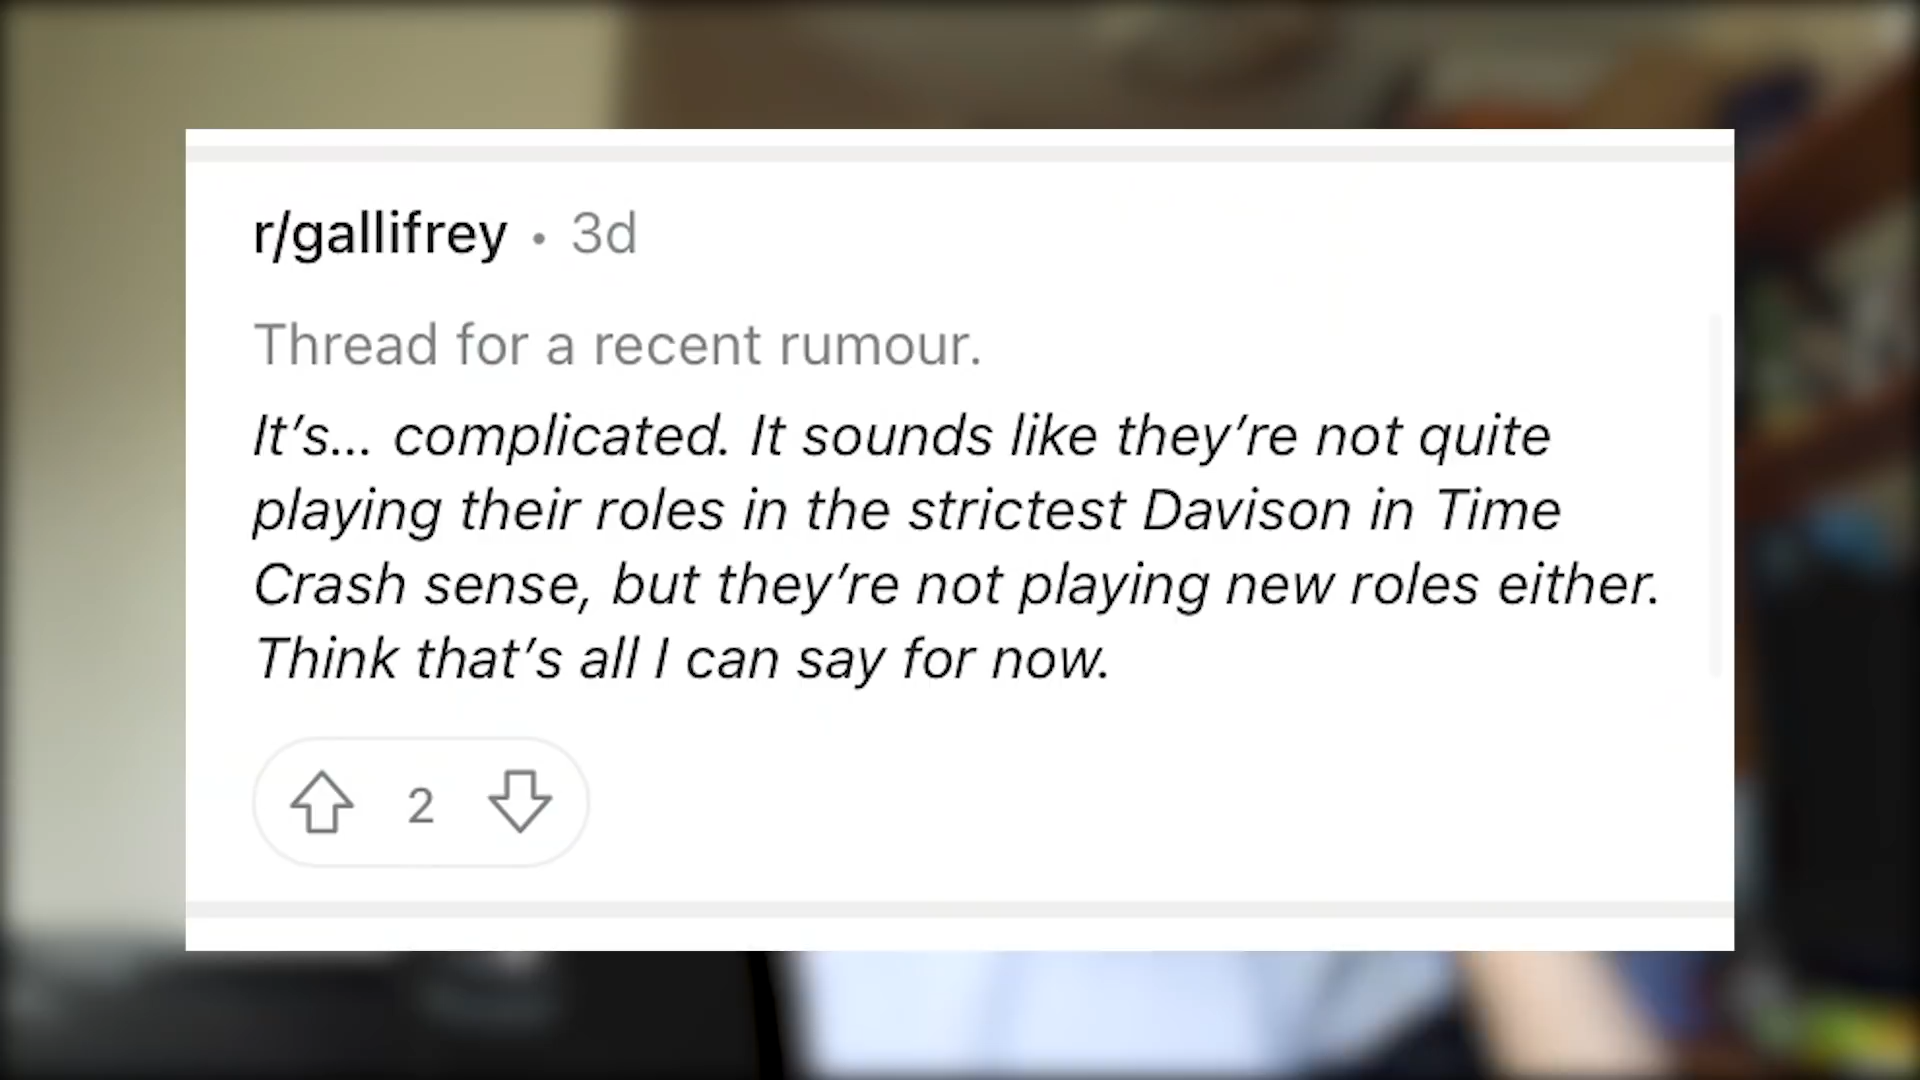 r/gallifrey • 3d
Thread for a recent rumour.
It’s... complicated. It sounds like they’re not quite
playing their roles in the strictest Davison in Time
Crash sense, but they’re not playing new roles either.
Think that’s all I can say for now.
2